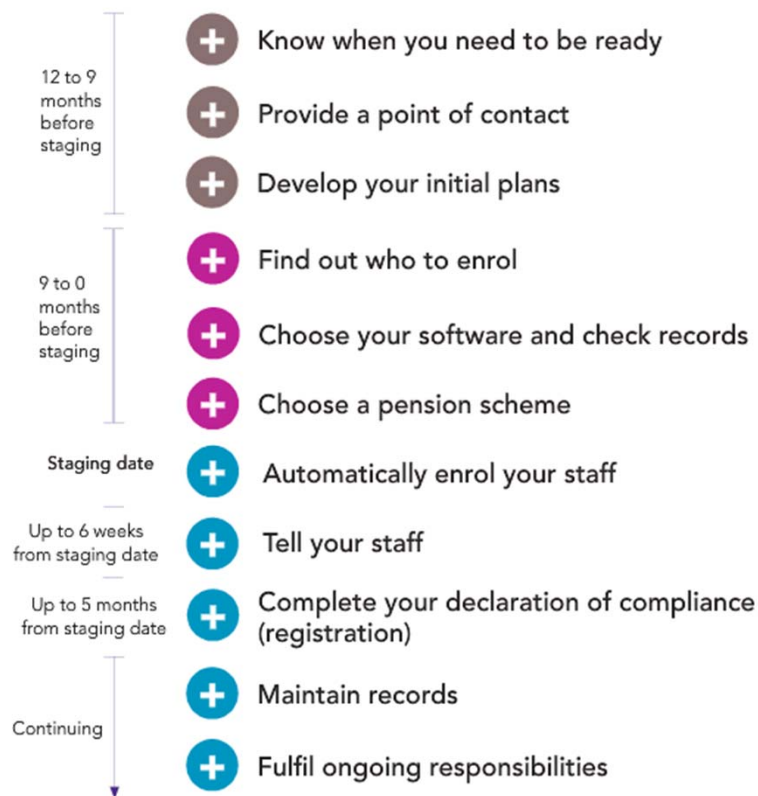 12 to 9
months
before
staging
Know when you need to be ready
Provide a point of contact
Develop your initial plans
9 to 0
months
before
staging
Find out who to enrol
Choose your software and check records
Choose a pension scheme
Staging date
Automatically enrol your staff
Up to 6 weeks
from staging date
Tell your staff
Up to 5 months
from staging date
Complete your declaration of compliance
(registration)
Continuing
Maintain records
Fulfil ongoing responsibilities